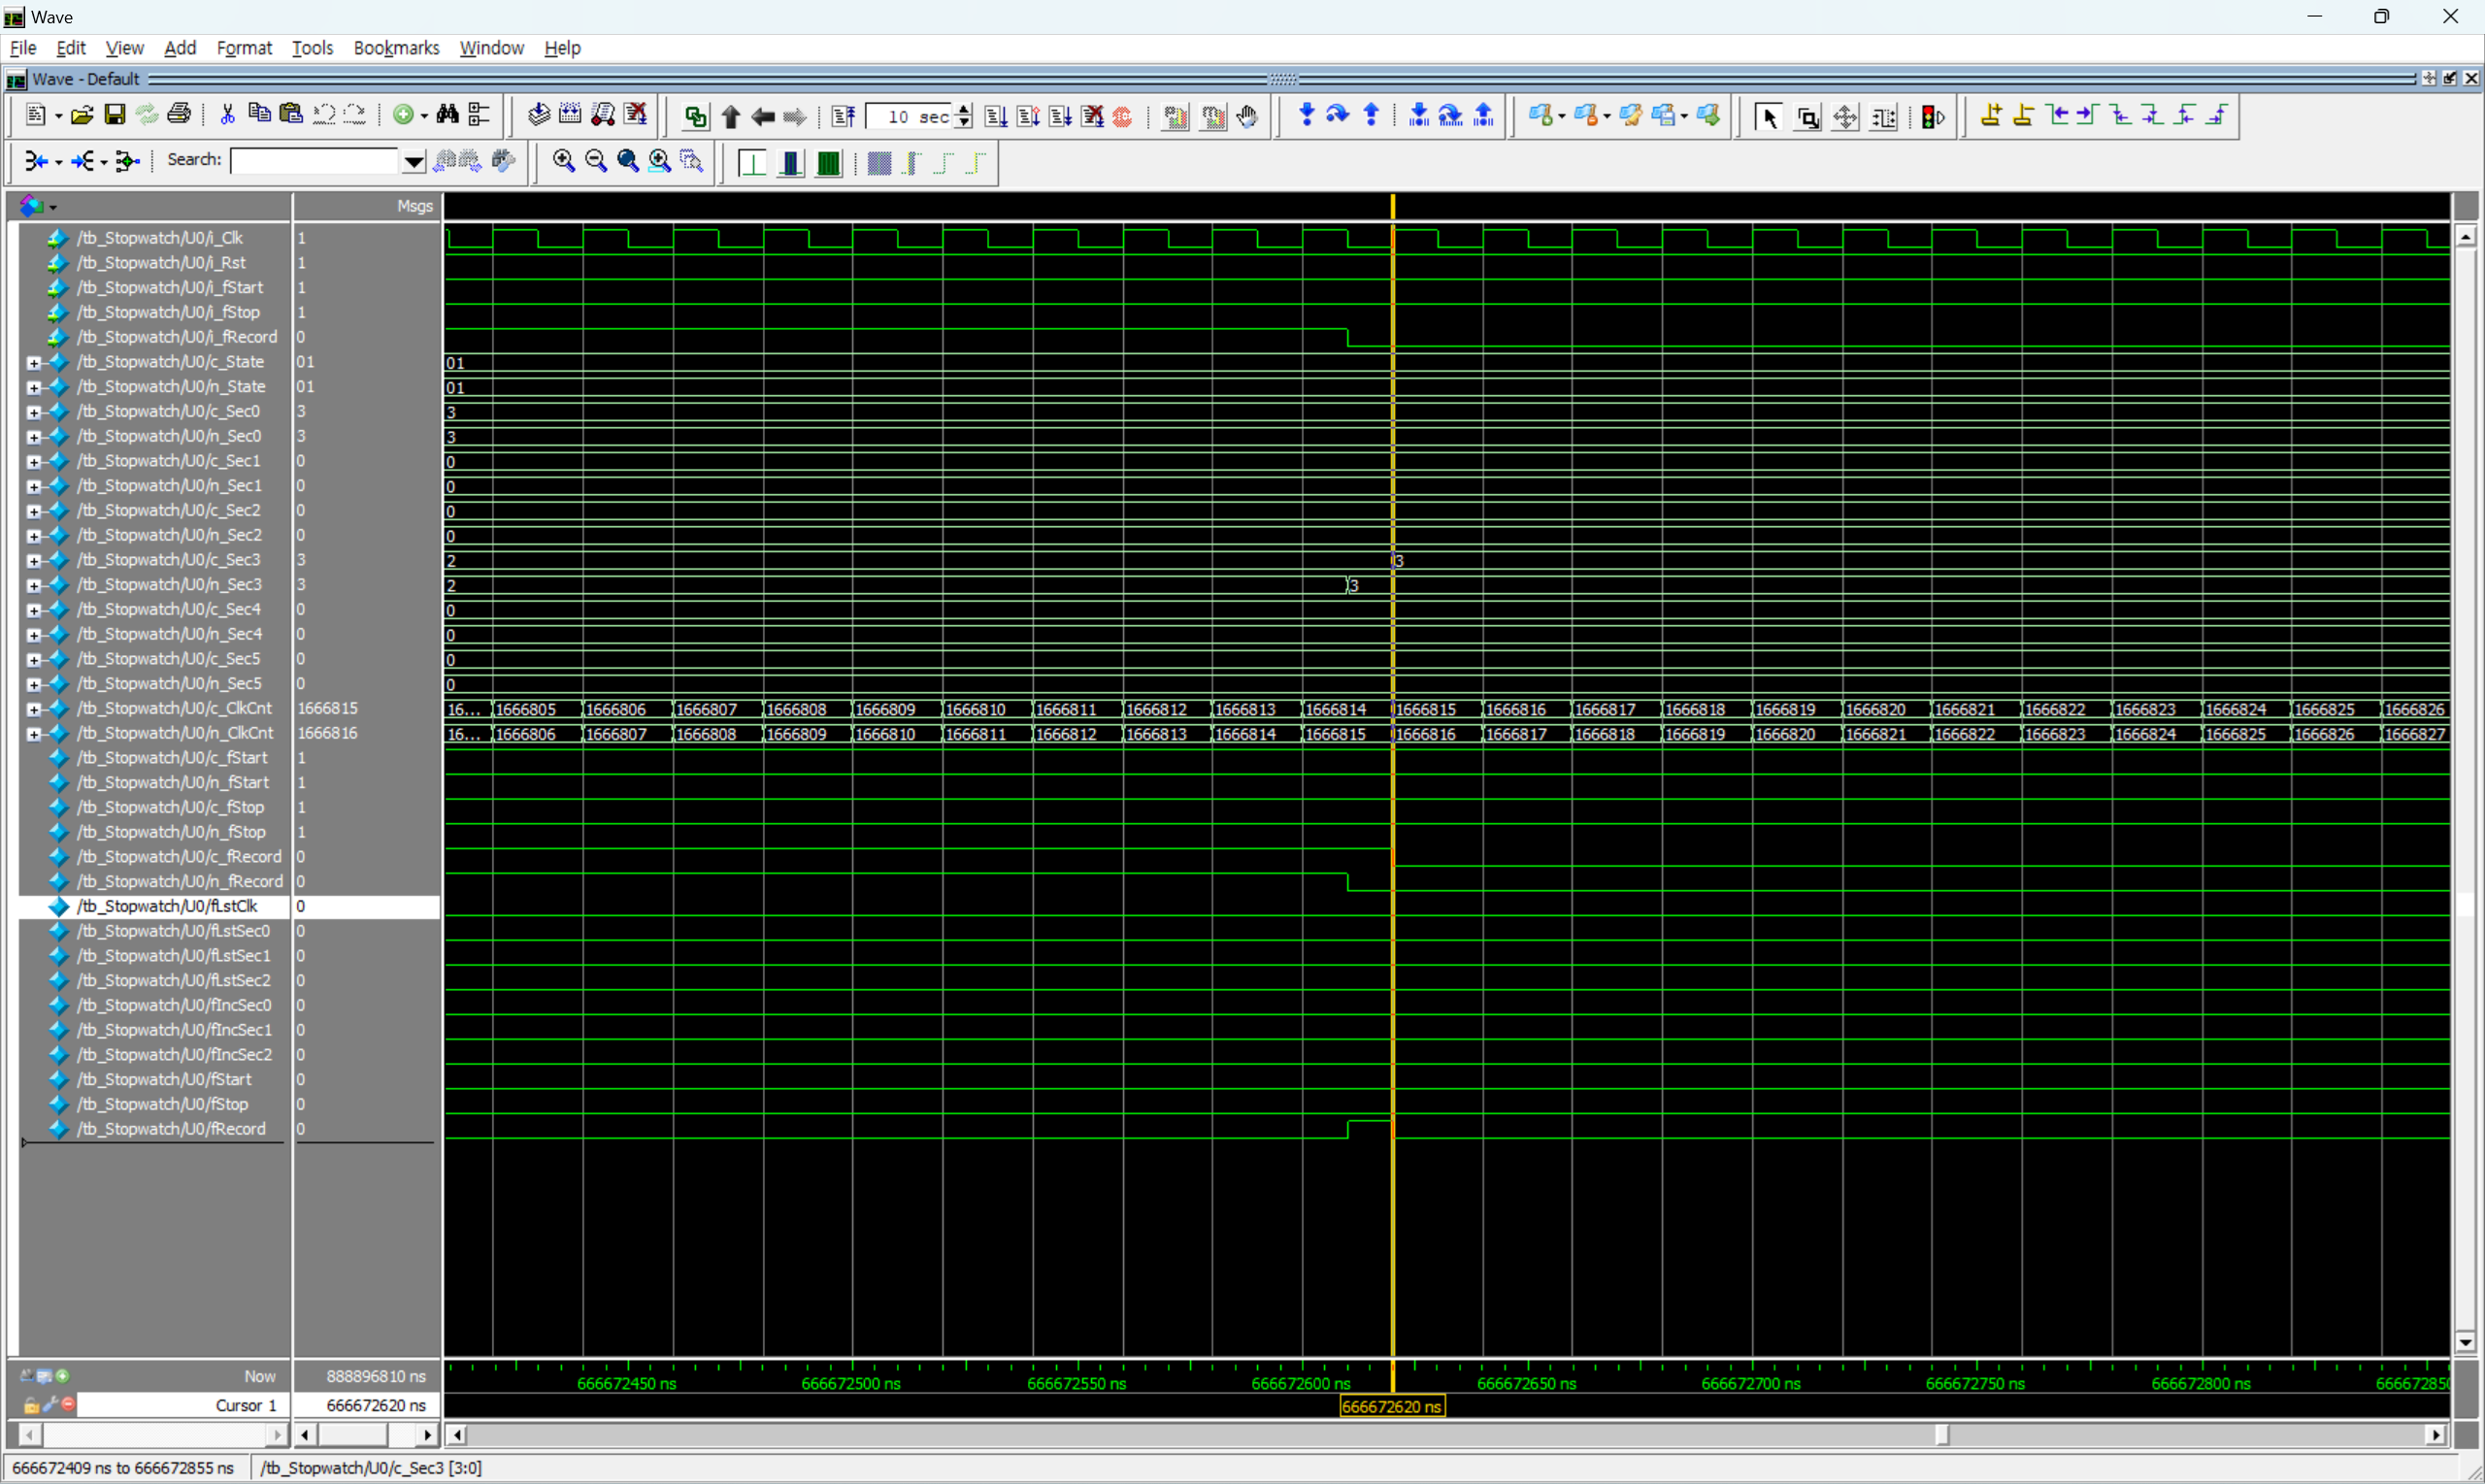 Wave
File Edit View Add Format Tools Bookmarks Window Help
Wave - Default
10 sec
Search:
Msgs
/tb_Stopwatch/U0/i_Clk 1
/tb_Stopwatch/U0/i_Rst 1
/tb_Stopwatch/U0/i_fStart 1
/tb_Stopwatch/U0/i_fStop 1
/tb_Stopwatch/U0/i_fRecord 0
/tb_Stopwatch/U0/c_State 01 01
/tb_Stopwatch/U0/n_State 01 01
/tb_Stopwatch/U0/c_Sec0 3 3
/tb_Stopwatch/U0/n_Sec0 3 3
/tb_Stopwatch/U0/c_Sec1 0 0
/tb_Stopwatch/U0/n_Sec1 0 0
/tb_Stopwatch/U0/c_Sec2 0 0
/tb_Stopwatch/U0/n_Sec2 0 0
/tb_Stopwatch/U0/c_Sec3 3 2 3
/tb_Stopwatch/U0/n_Sec3 3 2 3
/tb_Stopwatch/U0/c_Sec4 0 0
/tb_Stopwatch/U0/n_Sec4 0 0
/tb_Stopwatch/U0/c_Sec5 0 0
/tb_Stopwatch/U0/n_Sec5 0 0
/tb_Stopwatch/U0/c_ClkCnt 1666815 16... 1666805 1666806 1666807 1666808 1666809 1666810 1666811 1666812 1666813 1666814 1666815 1666816 1666817 1666818 1666819 1666820 1666821 1666822 1666823 1666824 1666825 1666826
/tb_Stopwatch/U0/n_ClkCnt 1666816 16... 1666806 1666807 1666808 1666809 1666810 1666811 1666812 1666813 1666814 1666815 1666816 1666817 1666818 1666819 1666820 1666821 1666822 1666823 1666824 1666825 1666826 1666827
/tb_Stopwatch/U0/c_fStart 1
/tb_Stopwatch/U0/n_fStart 1
/tb_Stopwatch/U0/c_fStop 1
/tb_Stopwatch/U0/n_fStop 1
/tb_Stopwatch/U0/c_fRecord 0
/tb_Stopwatch/U0/n_fRecord 0
/tb_Stopwatch/U0/fLstClk 0
/tb_Stopwatch/U0/fLstSec0 0
/tb_Stopwatch/U0/fLstSec1 0
/tb_Stopwatch/U0/fLstSec2 0
/tb_Stopwatch/U0/fIncSec0 0
/tb_Stopwatch/U0/fIncSec1 0
/tb_Stopwatch/U0/fIncSec2 0
/tb_Stopwatch/U0/fStart 0
/tb_Stopwatch/U0/fStop 0
/tb_Stopwatch/U0/fRecord 0
Now 888896810 ns 666672450 ns 666672500 ns 666672550 ns 666672600 ns 666672650 ns 666672700 ns 666672750 ns 666672800 ns 666672850
Cursor 1 666672620 ns 666672620 ns
666672409 ns to 666672855 ns /tb_Stopwatch/U0/c_Sec3 [3:0]